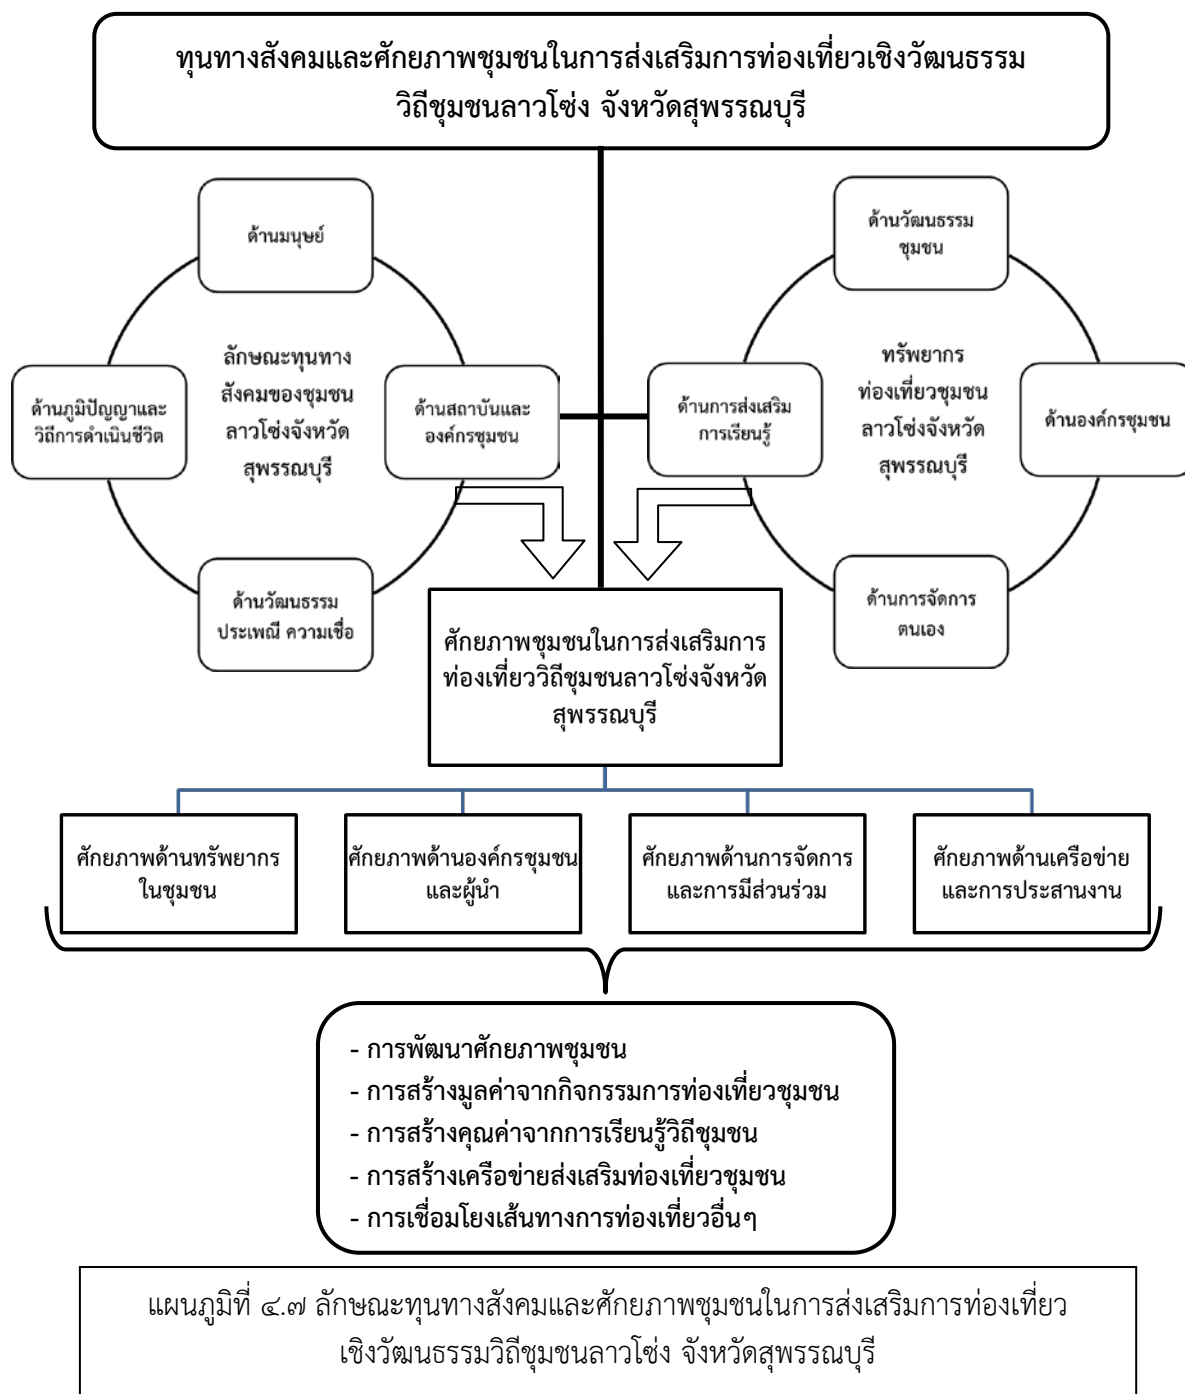 ทุนทางสังคมและศักยภาพชุมชนในการส่งเสริมการท่องเที่ยวเชิงวัฒนธรรม
วิถีชุมชนลาวโซ่ง จังหวัดสุพรรณบุรี
ด้านมนุษย์
ด้านภูมิปัญญาและ
วิถีการดำเนินชีวิต
ลักษณะทุนทาง
สังคมของชุมชน
ลาวโซ่งจังหวัด
สุพรรณบุรี
ด้านสถาบันและ
องค์กรชุมชน
ด้านวัฒนธรรม
ประเพณี ความเชื่อ
ด้านวัฒนธรรม
ชุมชน
ด้านการส่งเสริม
การเรียนรู้
ทรัพยากร
ท่องเที่ยวชุมชน
ลาวโซ่งจังหวัด
สุพรรณบุรี
ด้านองค์กรชุมชน
ด้านการจัดการ
ตนเอง
ศักยภาพชุมชนในการส่งเสริมการ
ท่องเที่ยววิถีชุมชนลาวโซ่งจังหวัด
สุพรรณบุรี
ศักยภาพด้านทรัพยากร
ในชุมชน
ศักยภาพด้านองค์กรชุมชน
และผู้นำ
ศักยภาพด้านการจัดการ
และการมีส่วนร่วม
ศักยภาพด้านเครือข่าย
และการประสานงาน
- การพัฒนาศักยภาพชุมชน
- การสร้างมูลค่าจากกิจกรรมการท่องเที่ยวชุมชน
- การสร้างคุณค่าจากการเรียนรู้วิถีชุมชน
- การสร้างเครือข่ายส่งเสริมท่องเที่ยวชุมชน
- การเชื่อมโยงเส้นทางการท่องเที่ยวอื่นๆ
แผนภูมิที่ ๔.๗ ลักษณะทุนทางสังคมและศักยภาพชุมชนในการส่งเสริมการท่องเที่ยว
เชิงวัฒนธรรมวิถีชุมชนลาวโซ่ง จังหวัดสุพรรณบุรี